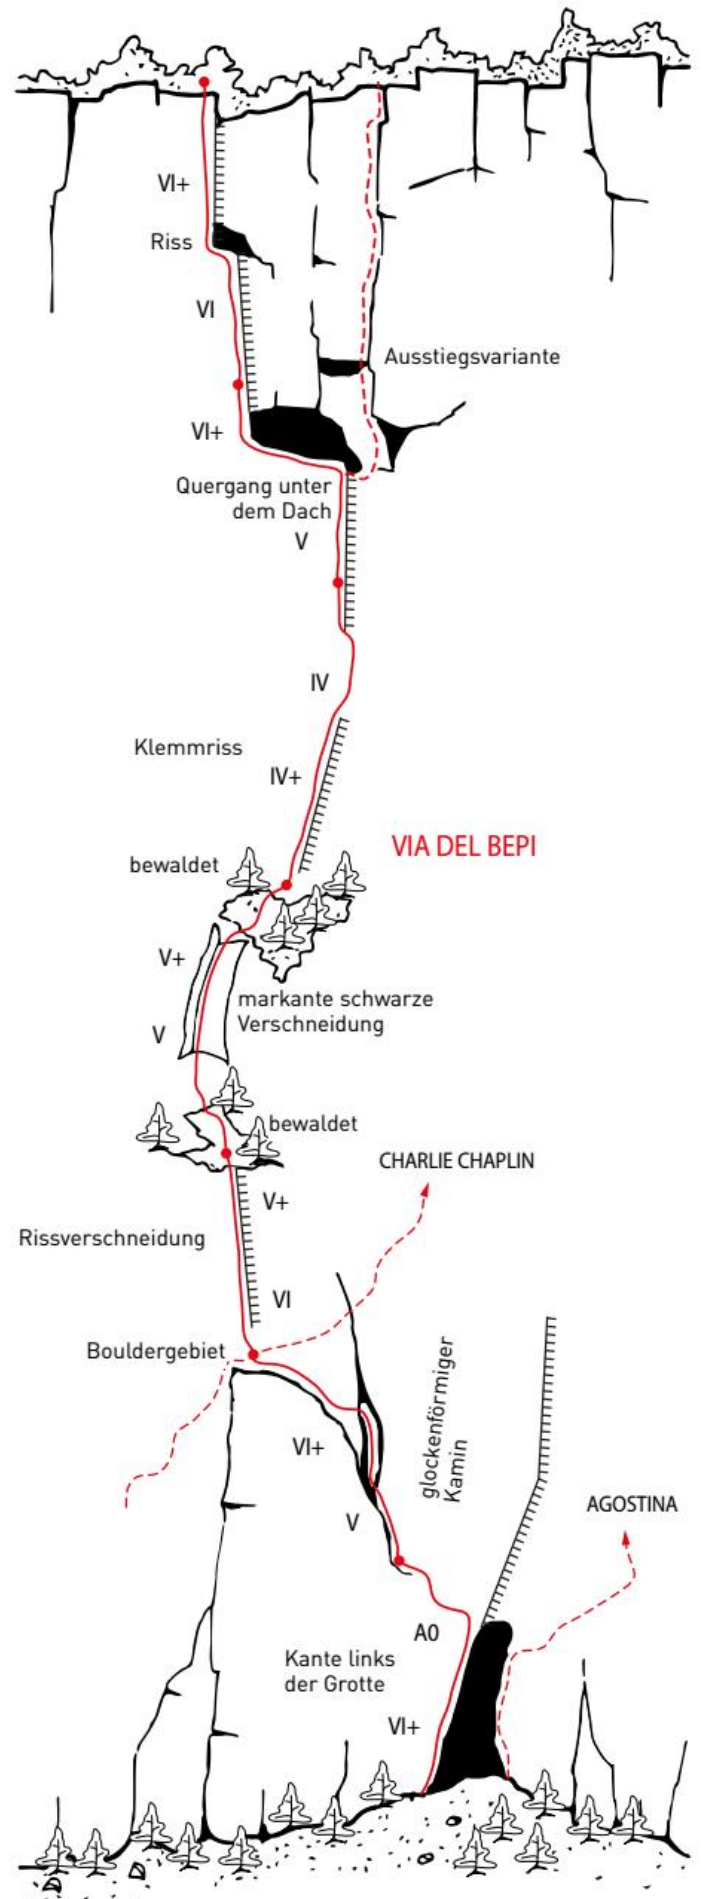 VI+
Riss
VI
Ausstiegsvariante
VI+
Quergang unter
dem Dach
V
IV
Klemmriss
IV+
VIA DEL BEPI
bewaldet
V+
markante schwarze
Verschneidung
V
bewaldet
CHARLIE CHAPLIN
V+
Rissverschneidung
VI
Bouldergebiet
glockenförmiger
Kamin
VI+
AGOSTINA
V
A0
Kante links
der Grotte
VI+